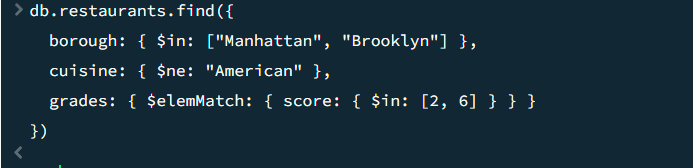 db.restaurants.find({
borough: { $in: ["Manhattan", "Brooklyn"] },
cuisine: { $ne: "American" },
grades: { $elemMatch: { score: { $in: [2, 6] } } }
})